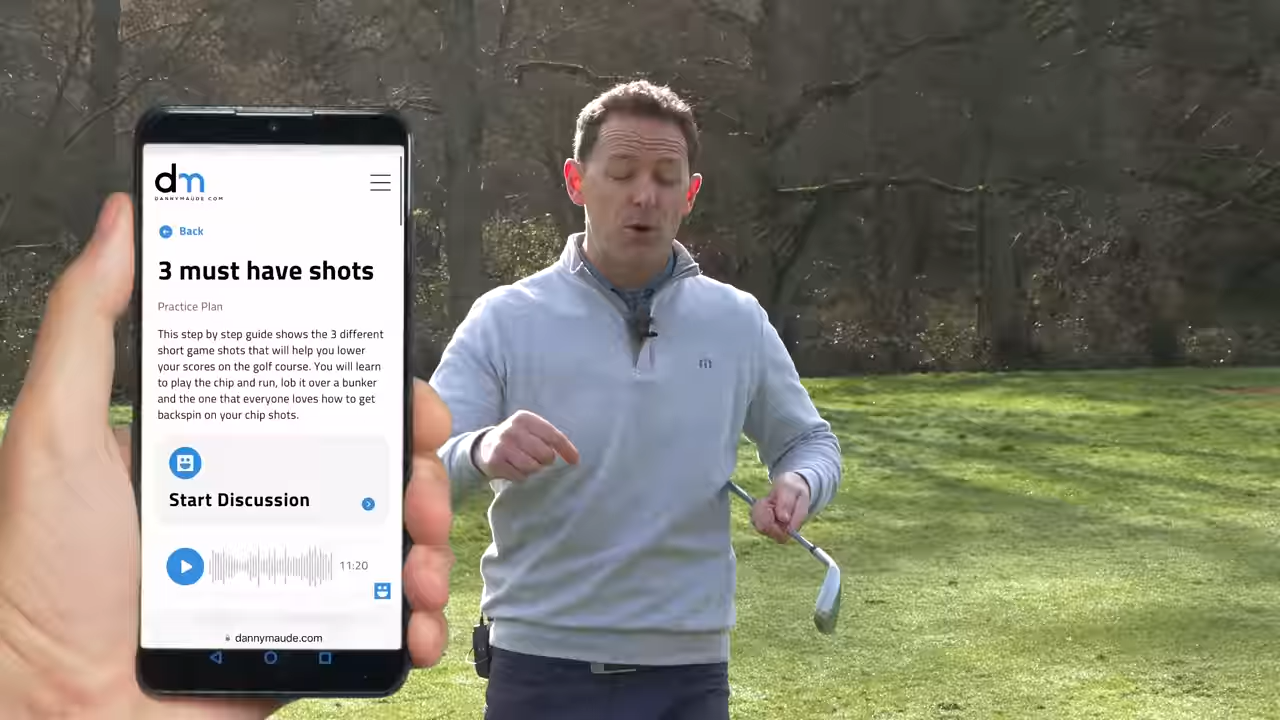 dm
DANNYMAUDE.COM
Back
3 must have shots
Practice Plan
This step by step guide shows the 3 different
short game shots that will help you lower
your scores on the golf course. You will learn
to play the chip and run, lob it over a bunker
and the one that everyone loves how to get
backspin on your chip shots.
Start Discussion
11:20
dannymaude.com